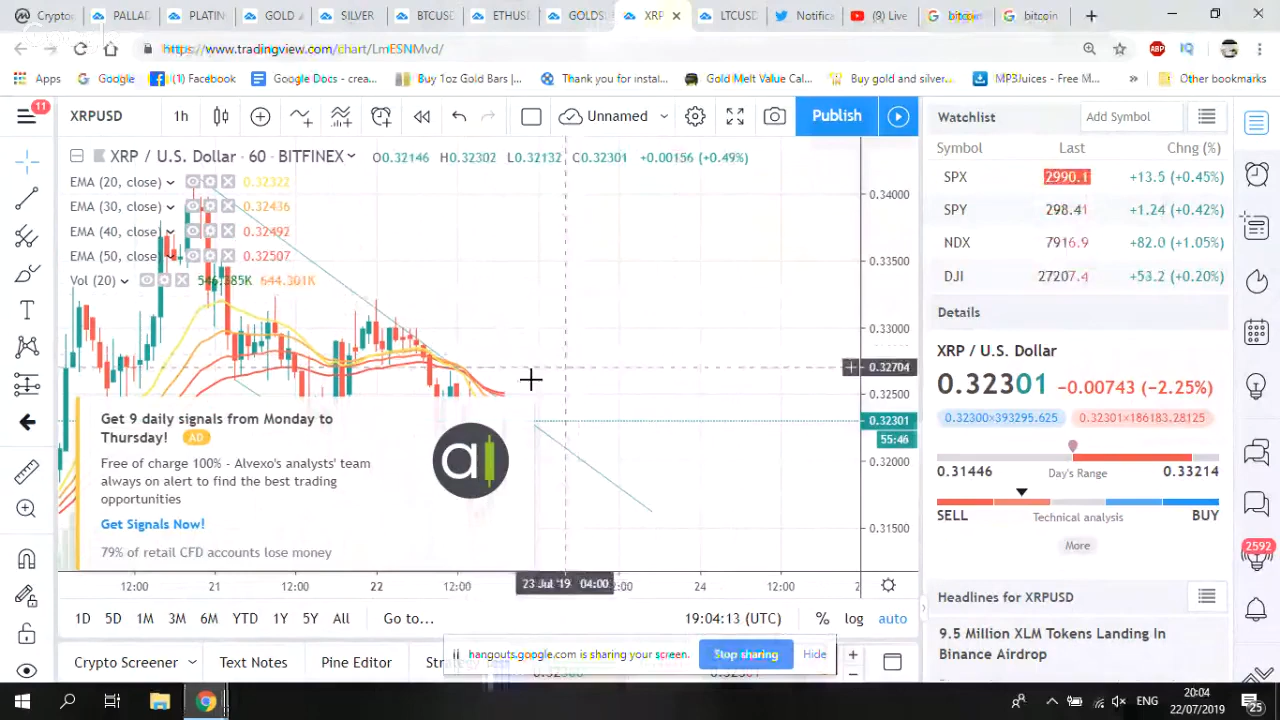 Crypto
PALLAD
PLATIN
GOLD
SILVER
BTCUSD
ETHUSD
GOLDSI
XRP
LTCUSD
Notifica
(9) Live
bitcoin
bitcoin
https://www.tradingview.com/chart/LmESNMvd/
Apps
Google
(1) Facebook
Google Docs - crea...
Buy 1oz Gold Bars |...
Thank you for instal...
Gold Melt Value Cal...
Buy gold and silver...
MP3Juices - Free M...
Other bookmarks
11
XRPUSD
1h
Unnamed
Publish
XRP / U.S. Dollar · 60 · BITFINEX
O0.32146 H0.32302 L0.32132 C0.32301 +0.00156 (+0.49%)
EMA (20, close) 0.32322
EMA (30, close) 0.32436
EMA (40, close) 0.32492
EMA (50, close) 0.32507
Vol (20) 546.385K 644.301K
0.34000
0.33500
0.33000
0.32704
0.32500
0.32301
55:46
0.32000
0.31500
Get 9 daily signals from Monday to
Thursday! AD
Free of charge 100% - Alvexo's analysts' team
always on alert to find the best trading
opportunities
Get Signals Now!
79% of retail CFD accounts lose money
12:00
21
12:00
22
12:00
23 Jul '19 04:00
24
12:00
1D 5D 1M 3M 6M YTD 1Y 5Y All Go to...
19:04:13 (UTC) % log auto
hangouts.google.com is sharing your screen.
Stop sharing
Hide
Crypto Screener
Text Notes
Pine Editor
Watchlist
Add Symbol
Symbol Last Chng (%)
SPX 2990.1 +13.5 (+0.45%)
SPY 298.41 +1.24 (+0.42%)
NDX 7916.9 +82.0 (+1.05%)
DJI 27207.4 +53.2 (+0.20%)
Details
XRP / U.S. Dollar
0.32301 −0.00743 (−2.25%)
0.32300×393295.625 0.32301×186183.28125
0.31446 Day's Range 0.33214
SELL Technical analysis BUY
More
Headlines for XRPUSD
9.5 Million XLM Tokens Landing In
Binance Airdrop
2592
ENG
20:04
22/07/2019
25